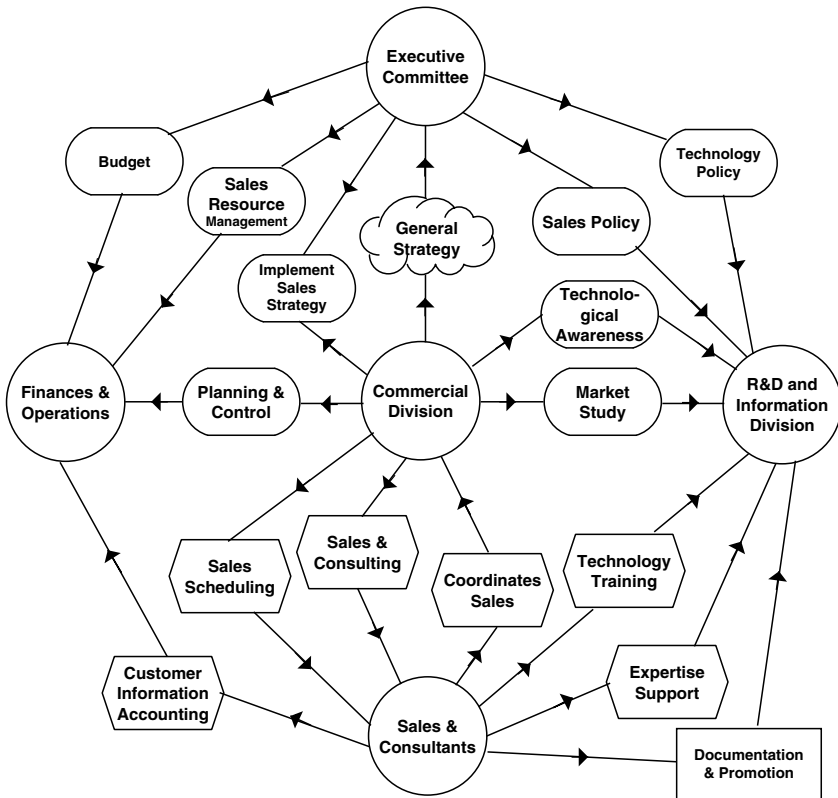 Executive
Committee
Budget
Technology
Policy
Sales
Resource
Management
Sales Policy
General
Strategy
Implement
Sales
Strategy
Technolo-
gical
Awareness
Finances &
Operations
Planning &
Control
Commercial
Division
Market
Study
R&D and
Information
Division
Sales
Scheduling
Sales &
Consulting
Coordinates
Sales
Technology
Training
Customer
Information
Accounting
Expertise
Support
Sales &
Consultants
Documentation
& Promotion